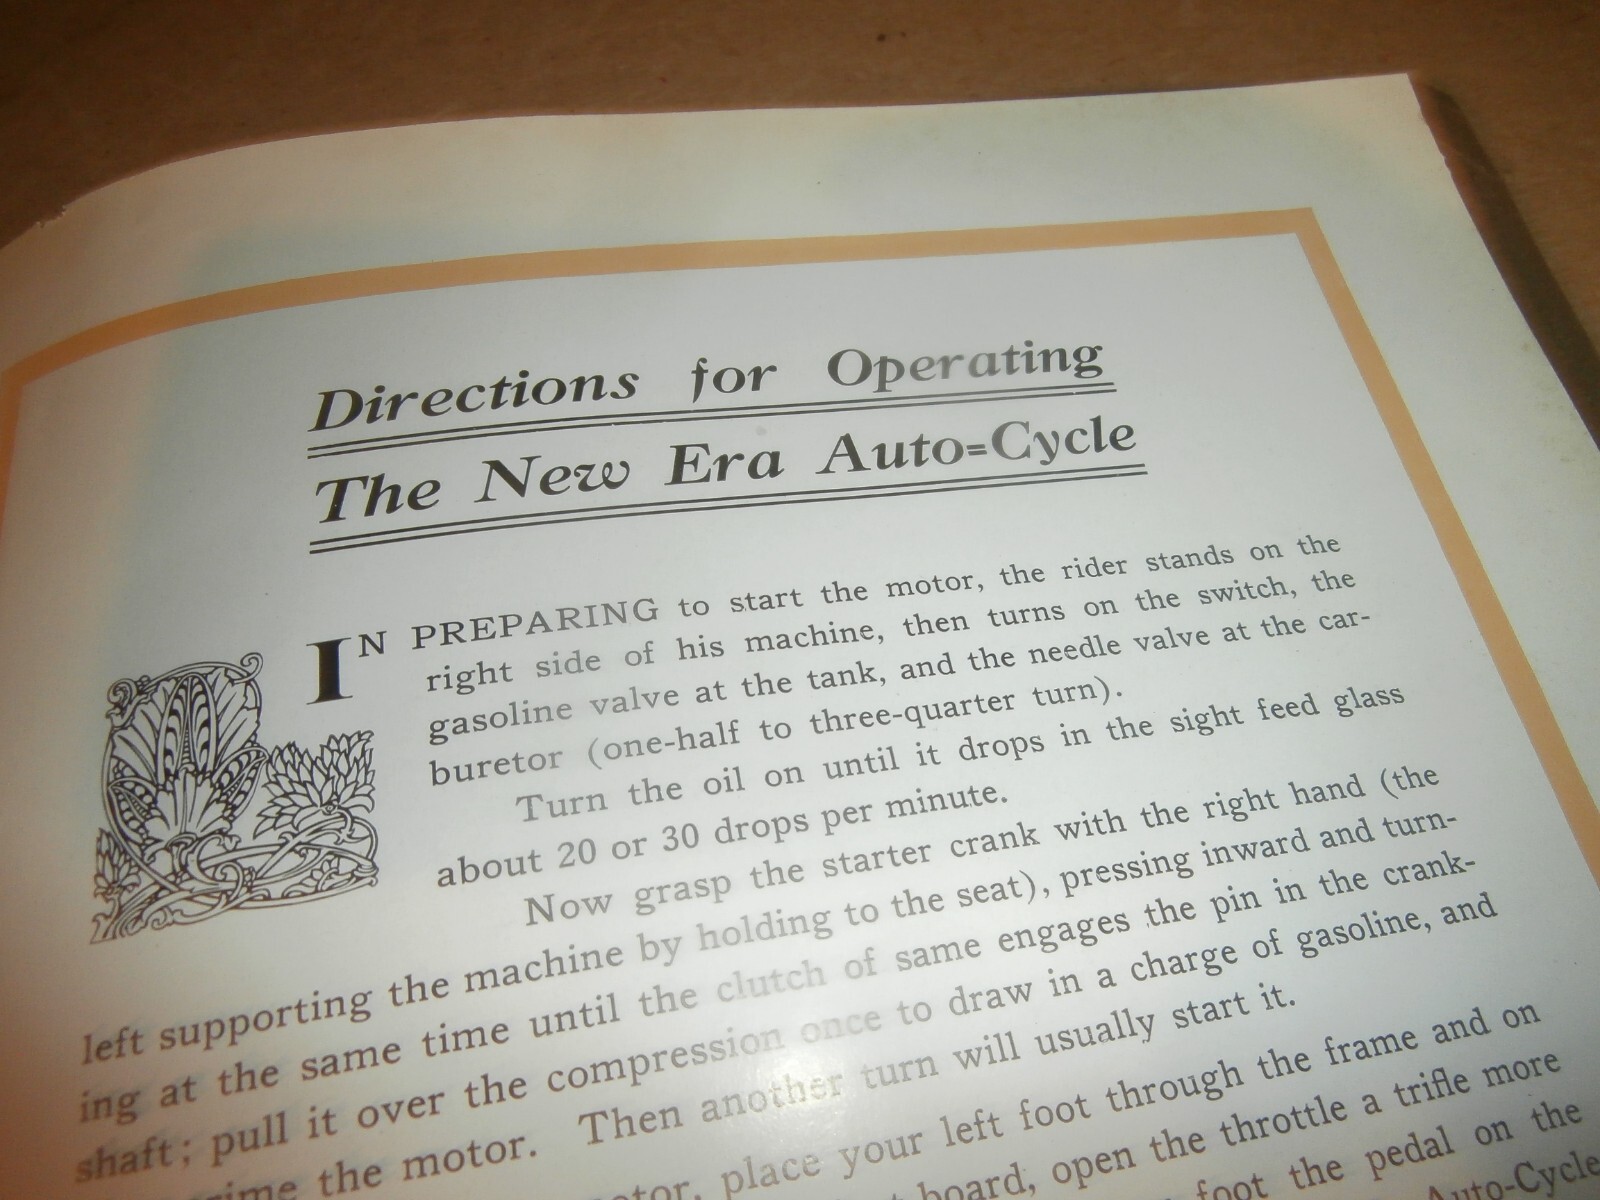 Directions for Operating
The New Era Auto=Cycle
IN PREPARING to start the motor, the rider stands on the
right side of his machine, then turns on the switch, the
gasoline valve at the tank, and the needle valve at the car-
buretor (one-half to three-quarter turn).
Turn the oil on until it drops in the sight feed glass
about 20 or 30 drops per minute.
Now grasp the starter crank with the right hand (the
left supporting the machine by holding to the seat), pressing inward and turn-
ing at the same time until the clutch of same engages the pin in the crank-
shaft; pull it over the compression once to draw in a charge of gasoline, and
the motor. Then another turn will usually start it.
place your left foot through the frame and on
board, open the throttle a trifle more
foot the pedal on the
Auto-Cycle